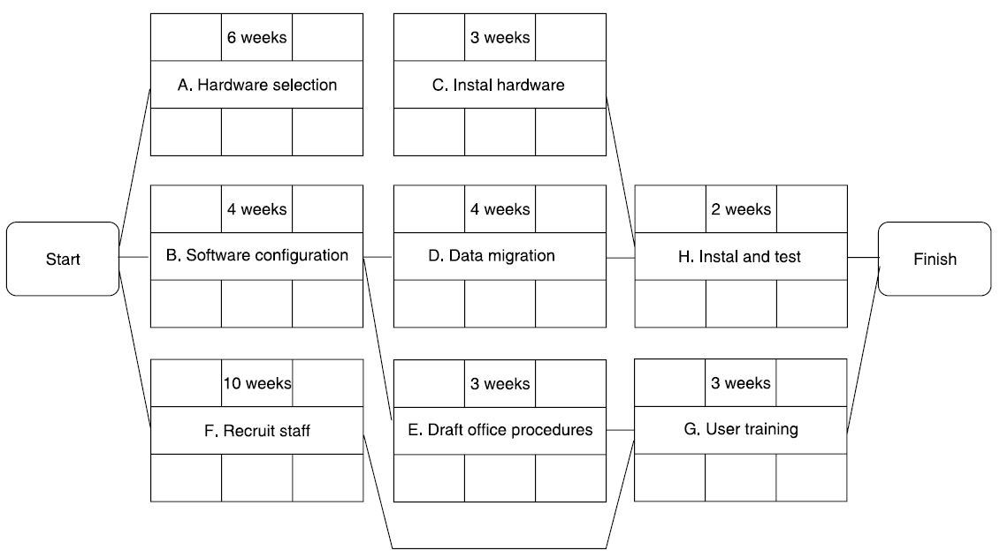 6 weeks
A. Hardware selection
3 weeks
C. Instal hardware
Start
4 weeks
B. Software configuration
4 weeks
D. Data migration
2 weeks
H. Instal and test
Finish
10 weeks
F. Recruit staff
3 weeks
E. Draft office procedures
3 weeks
G. User training